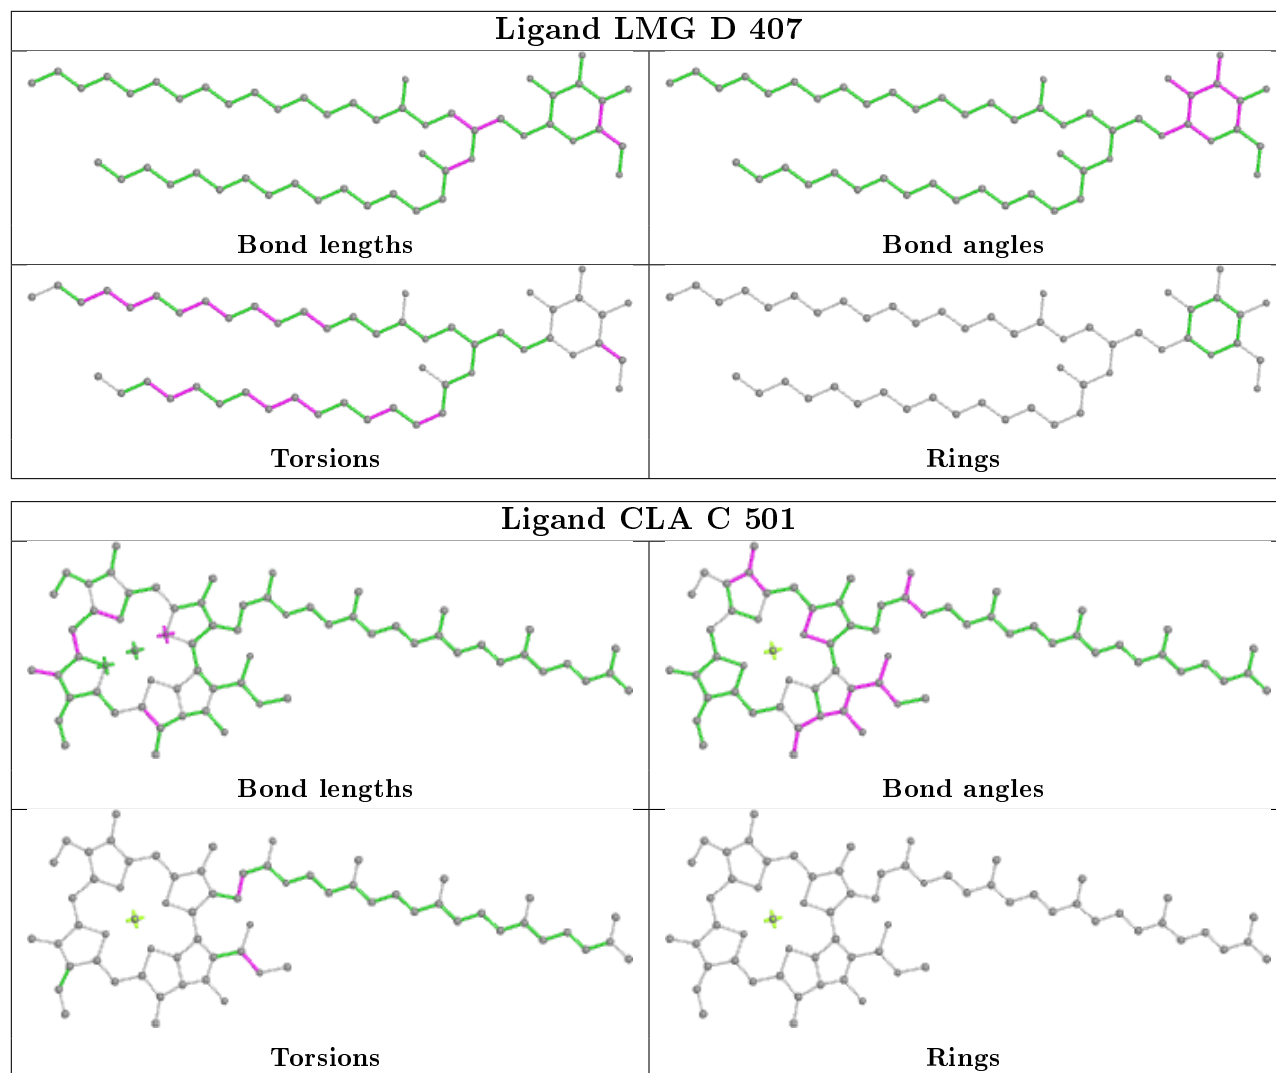 Ligand LMG D 407
Bond lengths
Bond angles
Torsions
Rings
Ligand CLA C 501
Bond lengths
Bond angles
Torsions
Rings